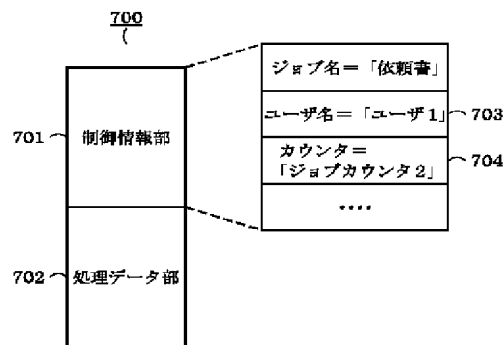 700
ジョブ名=「依頼書」
ユーザ名=「ユーザ1」
703
701
制御情報部
カウンタ=
「ジョブカウンタ2」
704
････
702
処理データ部